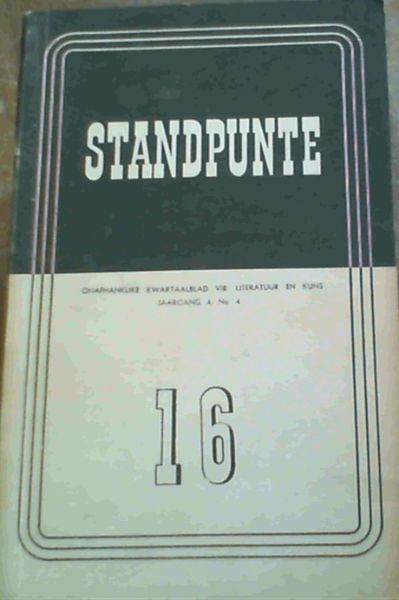 STANDPUNTE
ONAFHANKLIKE KWARTAALBLAD VIR LITERATUUR EN KUNS
JAARGANG 4, No 4
16